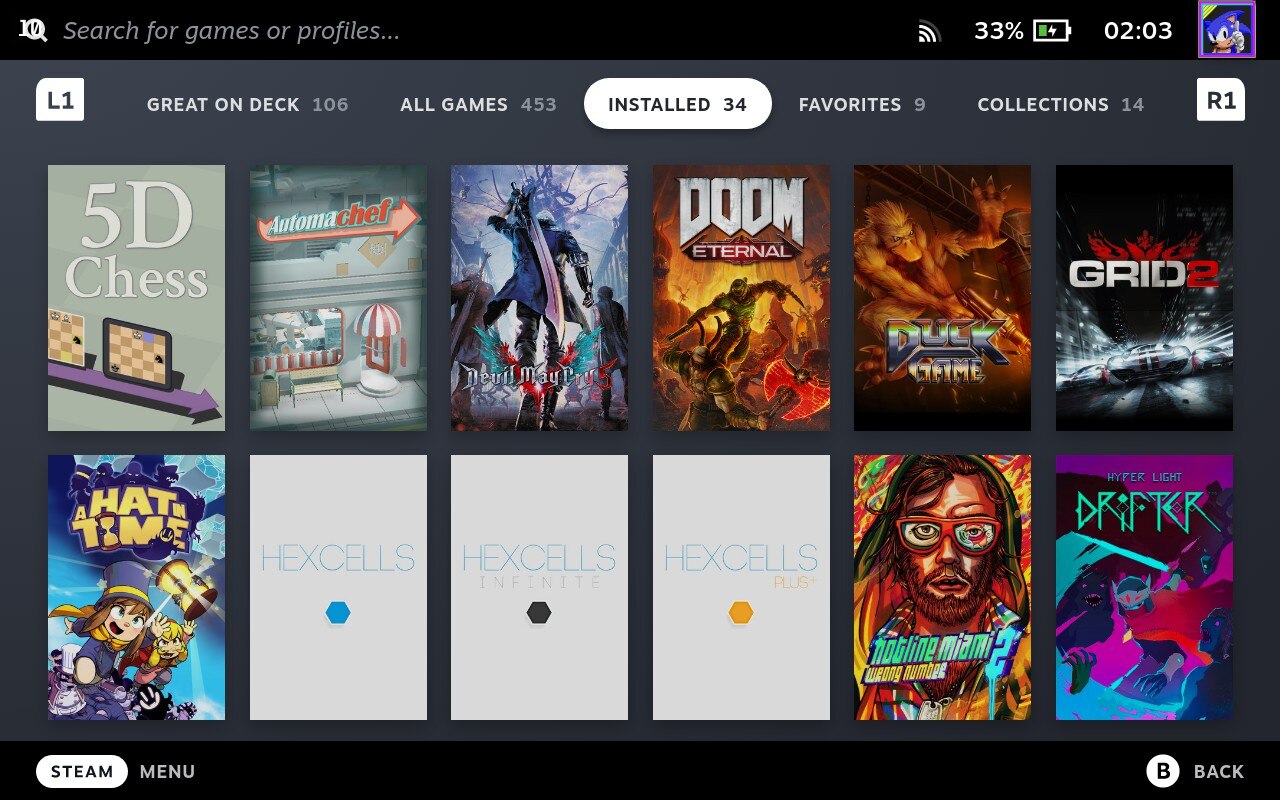 Search for games or profiles...
33%
02:03
L1
GREAT ON DECK 106
ALL GAMES 453
INSTALLED 34
FAVORITES 9
COLLECTIONS 14
R1
5D
Chess
Automachef
Devil May Cry 5
DOOM
ETERNAL
DUCK
GAME
GRID2
A HAT IN
TIME
HEXCELLS
HEXCELLS
INFINITE
HEXCELLS
PLUS+
hotline miami 2
wrong number
HYPER LIGHT
DRIFTER
STEAM MENU
B BACK